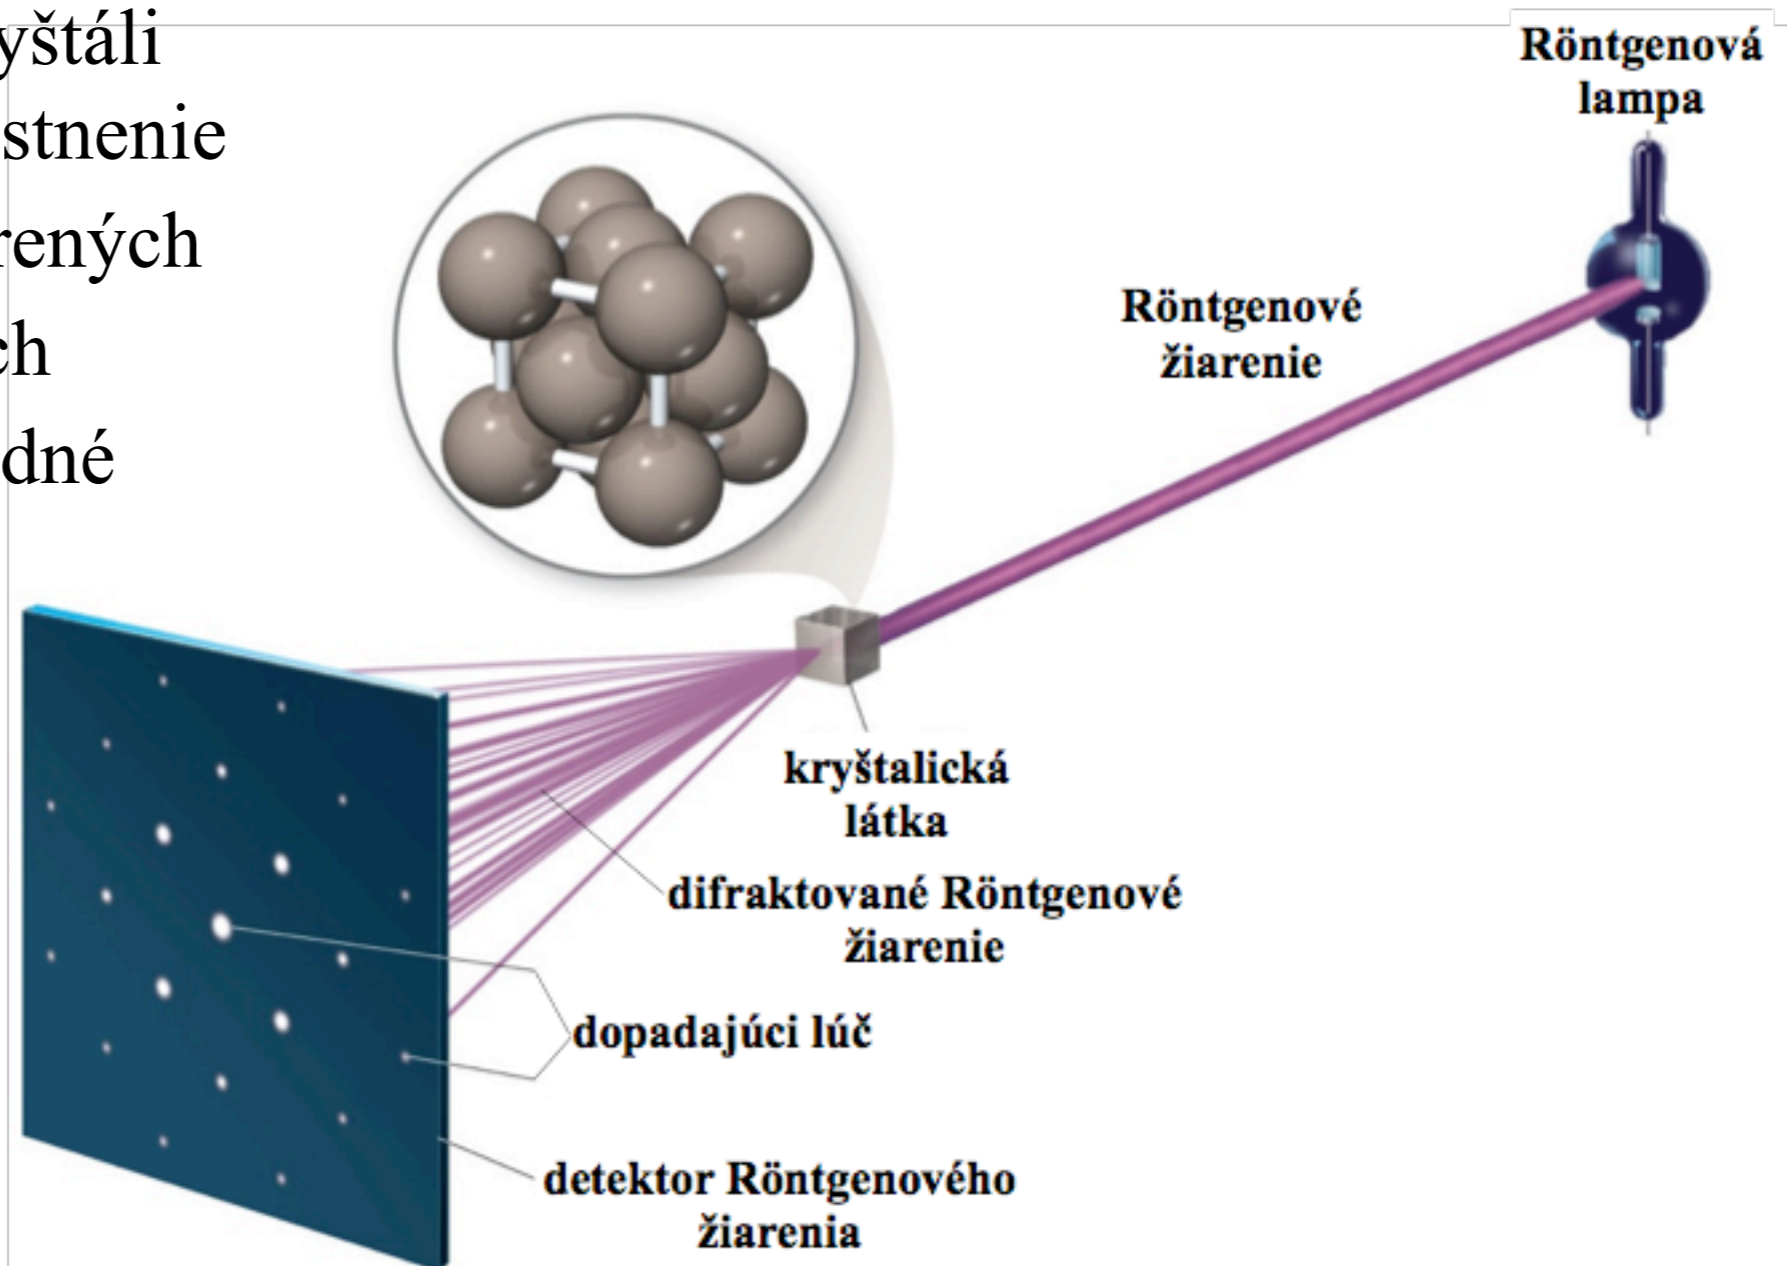 yštáli
stnenie
rených
ch
dné
Röntgenová
lampa
Röntgenové
žiarenie
kryštalická
látka
difraktované Röntgenové
žiarenie
dopadajúci lúč
detektor Röntgenového
žiarenia